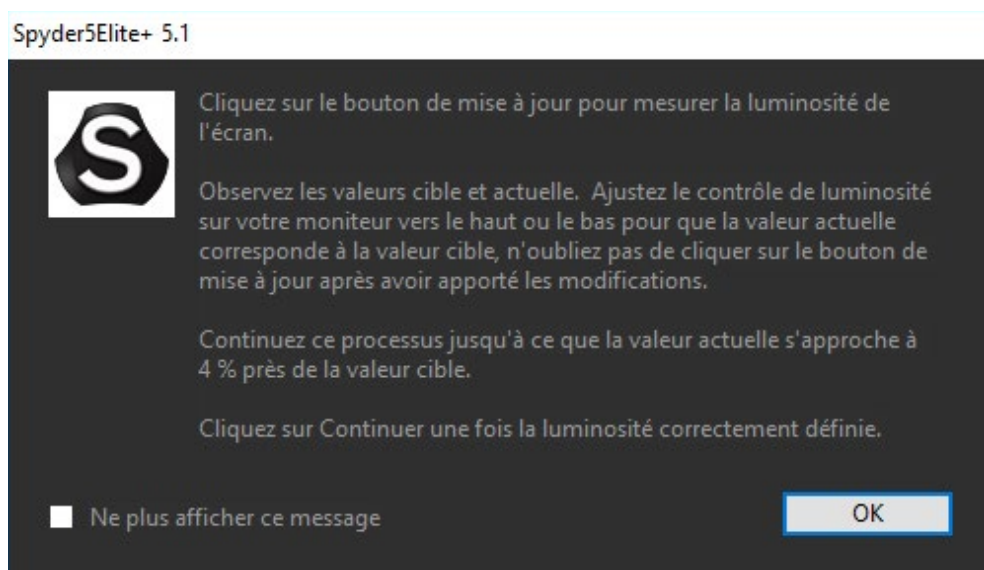 Spyder5Elite+ 5.1
S
Cliquez sur le bouton de mise à jour pour mesurer la luminosité de
l'écran.
Observez les valeurs cible et actuelle.  Ajustez le contrôle de luminosité
sur votre moniteur vers le haut ou le bas pour que la valeur actuelle
corresponde à la valeur cible, n'oubliez pas de cliquer sur le bouton de
mise à jour après avoir apporté les modifications.
Continuez ce processus jusqu'à ce que la valeur actuelle s'approche à
4 % près de la valeur cible.
Cliquez sur Continuer une fois la luminosité correctement définie.
Ne plus afficher ce message
OK